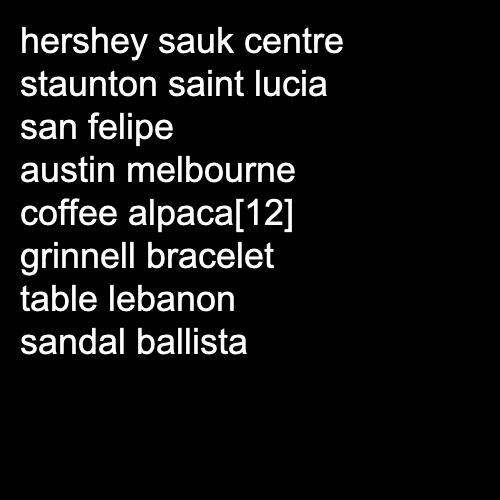 hershey sauk centre
staunton saint lucia
san felipe
austin melbourne
coffee alpaca[12]
grinnell bracelet
table lebanon
sandal ballista